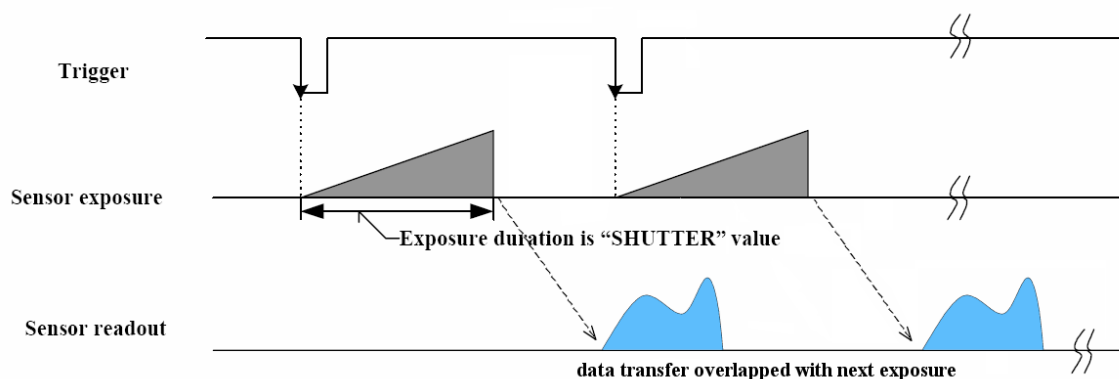 Trigger
Sensor exposure
Exposure duration is “SHUTTER” value
Sensor readout
data transfer overlapped with next exposure